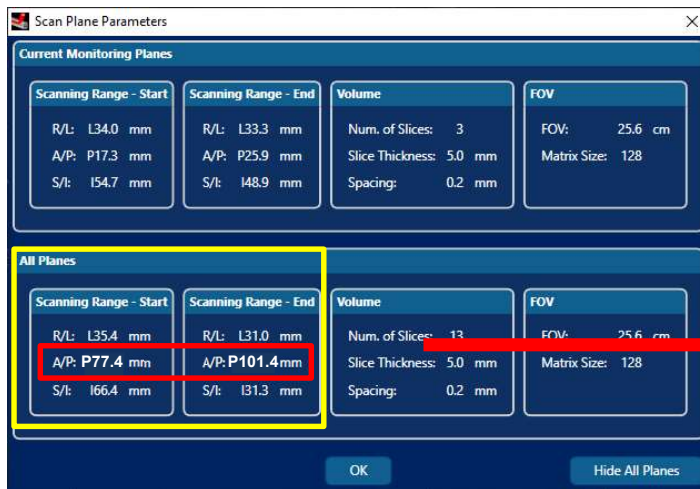 Scan Plane Parameters
Current Monitoring Planes
Scanning Range - Start
R/L: L34.0 mm
A/P: P17.3 mm
S/I: I54.7 mm
Scanning Range - End
R/L: L33.3 mm
A/P: P25.9 mm
S/I: I48.9 mm
Volume
Num. of Slices: 3
Slice Thickness: 5.0 mm
Spacing: 0.2 mm
FOV
FOV: 25.6 cm
Matrix Size: 128
All Planes
Scanning Range - Start
R/L: L35.4 mm
A/P: P77.4 mm
S/I: I66.4 mm
Scanning Range - End
R/L: L31.0 mm
A/P: P101.4 mm
S/I: I31.3 mm
Volume
Num. of Slices: 13
Slice Thickness: 5.0 mm
Spacing: 0.2 mm
FOV
FOV: 25.6 cm
Matrix Size: 128
OK
Hide All Planes